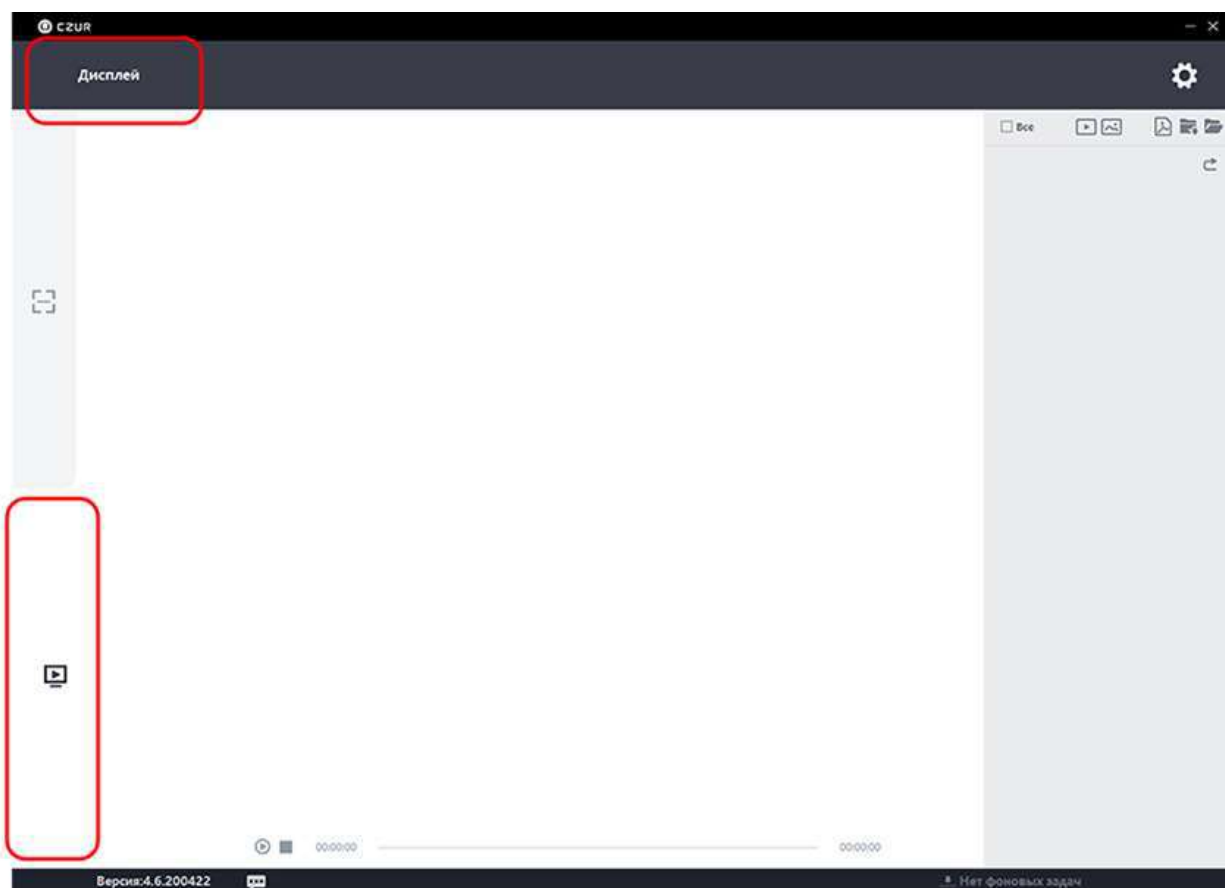 CZUR
Дисплей
Все
00:00:00 00:00:00
Версия:4.6.200422 Нет фоновых задач